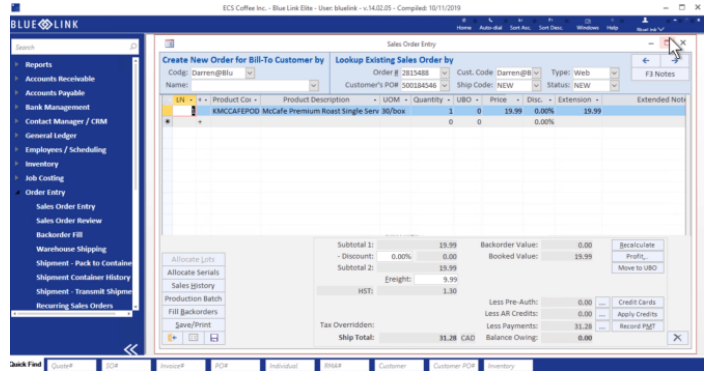 ECS Coffee Inc. - Blue Link Elite - User: bluelink - v.14.02.05 - Compiled: 10/11/2019
BLUE LINK
Home Auto-dial Sort Asc. Sort Desc. Windows Help Blue Link
Search
Reports
Accounts Receivable
Accounts Payable
Bank Management
Contact Manager / CRM
General Ledger
Employees / Scheduling
Inventory
Job Costing
Order Entry
Sales Order Entry
Sales Order Review
Backorder Fill
Warehouse Shipping
Shipment - Pack to Containe
Shipment Container History
Shipment - Transmit Shipme
Recurring Sales Orders
Sales Order Entry
Create New Order for Bill-To Customer by
Lookup Existing Sales Order by
Code: Darren@Blu
Order # 2815488 Cust. Code Darren@B Type: Web
F3 Notes
Name:
Customer's PO# 500184546 Ship Code: NEW Status: NEW
LN + Product Co Product Description UOM Quantity UBO Price Disc. Extension Extended Note
KMCCAFEPOD McCafe Premium Roast Single Serv 30/box 1 0 19.99 0.00% 19.99
* + 0 0 0.00%
Subtotal 1: 19.99 Backorder Value: 0.00 Recalculate
Allocate Lots - Discount: 0.00% 0.00 Booked Value: 19.99 Profit...
Allocate Serials Subtotal 2: 19.99 Move to UBO
Sales History Freight: 9.99
HST: 1.30
Production Batch Less Pre-Auth: 0.00 ... Credit Cards
Fill Backorders Less AR Credits: 0.00 ... Apply Credits
Save/Print Tax Overridden: Less Payments: 31.28 ... Record PMT
Ship Total: 31.28 CAD Balance Owing: 0.00
Quick Find Quote# SO# Invoice# PO# Individual RMA# Customer Customer PO# Inventory